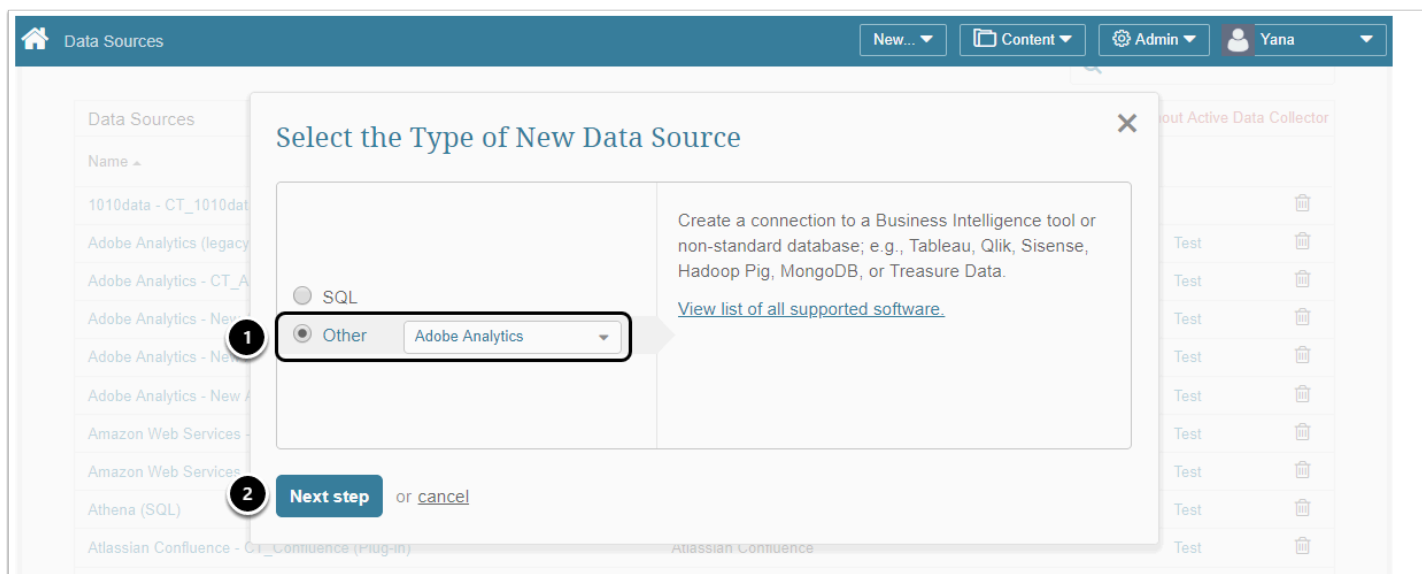 Data Sources New... Content Admin Yana
Data Sources out Active Data Collector
Select the Type of New Data Source
Name
1010data - CT_1010dat
Create a connection to a Business Intelligence tool or
Adobe Analytics (legacy non-standard database; e.g., Tableau, Qlik, Sisense, Test
Hadoop Pig, MongoDB, or Treasure Data.
Adobe Analytics - CT_A Test
SQL
View list of all supported software.
Adobe Analytics - New Test
1 Other Adobe Analytics
Adobe Analytics - New Test
Adobe Analytics - New A Test
Amazon Web Services - Test
Amazon Web Services Test
2 Next step or cancel
Athena (SQL) Test
Atlassian Confluence - CT_Confluence (Plug-in) Atlassian Confluence Test